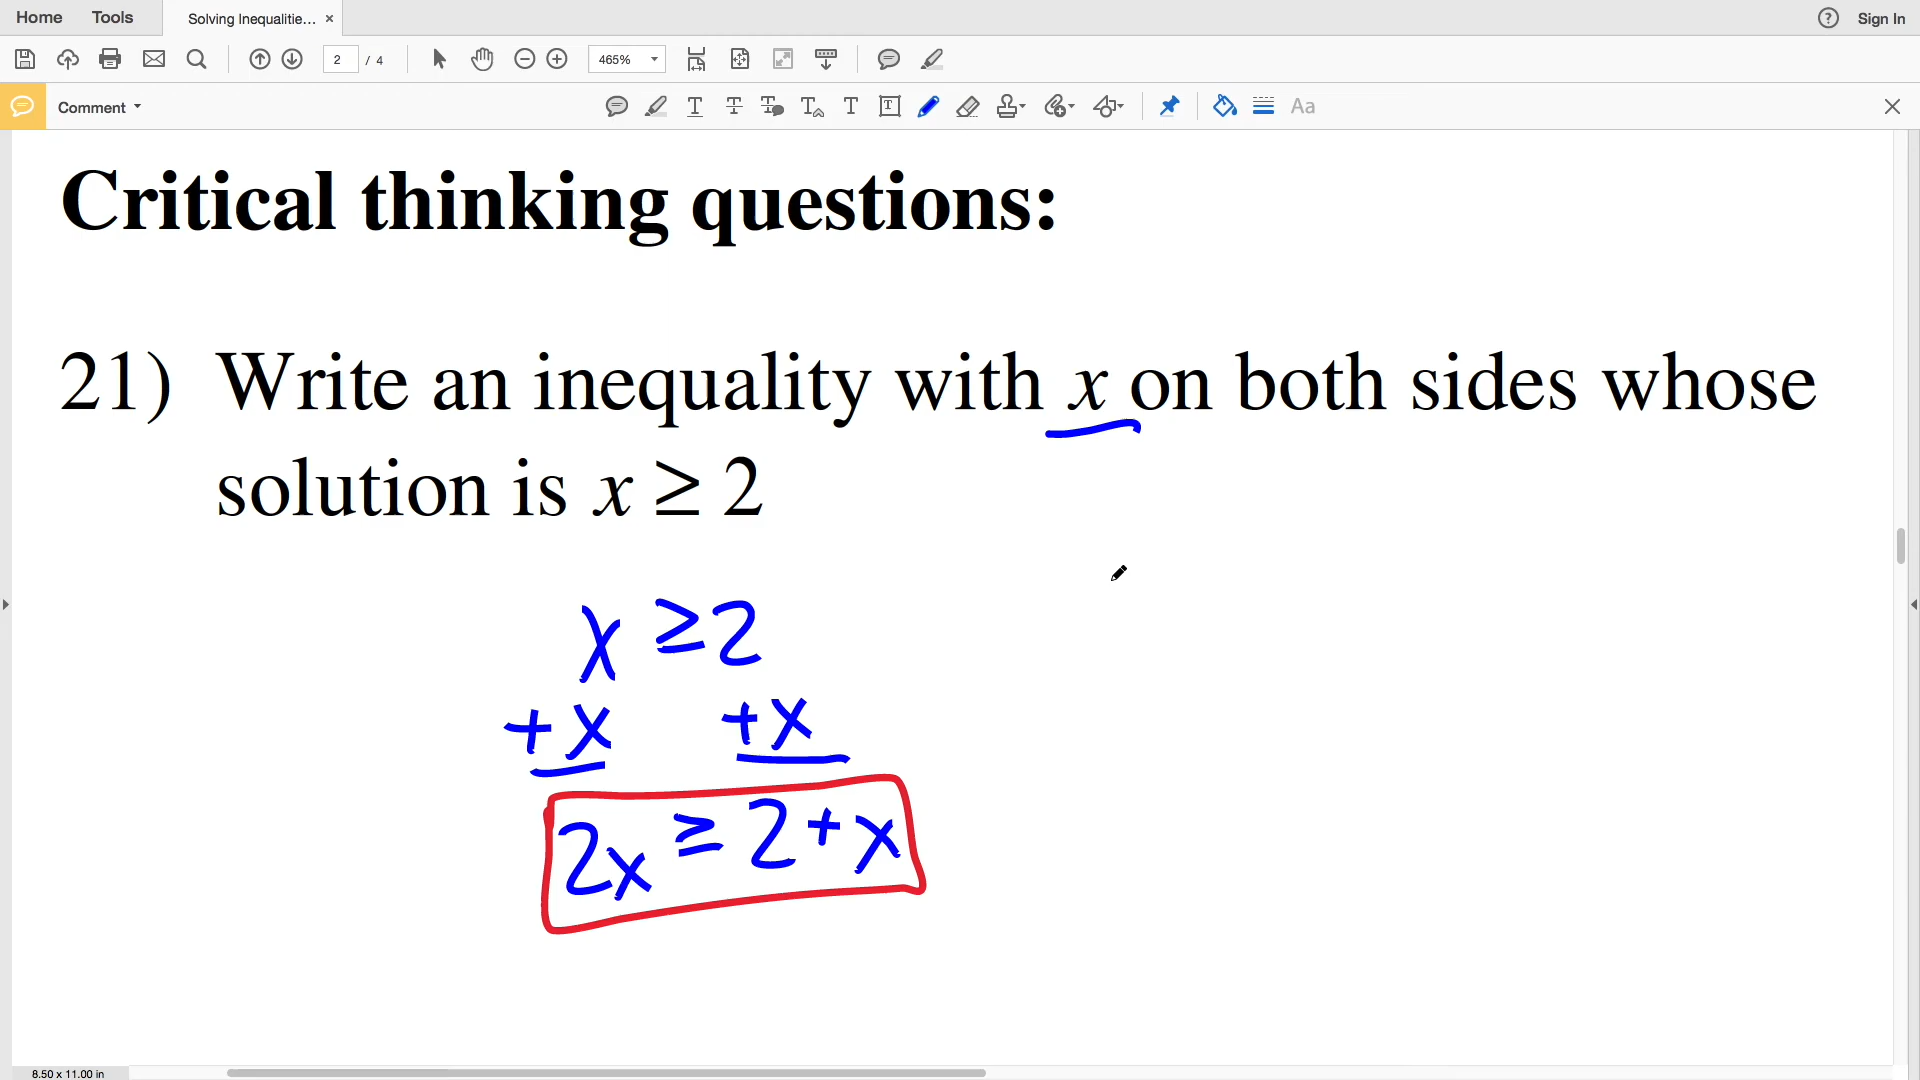 Home Tools Solving Inequalitie... × Sign In
2 / 4 465%
Comment Aa
Critical thinking questions:
21) Write an inequality with x on both sides whose
solution is x ≥ 2
x ≥ 2
+x +x
2x ≥ 2+x
8.50 x 11.00 in